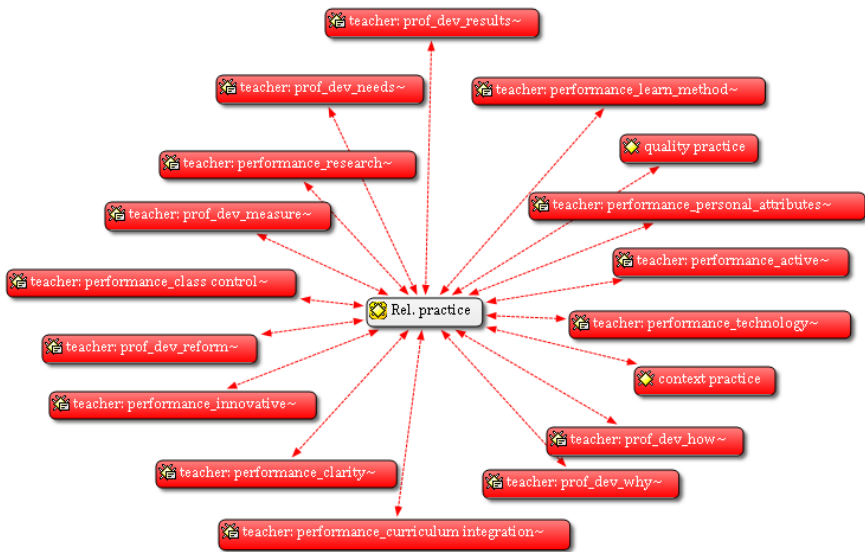 teacher: prof_dev_results~
teacher: prof_dev_needs~
teacher: performance_learn_method~
quality practice
teacher: performance_research~
teacher: performance_personal_attributes~
teacher: prof_dev_measure~
teacher: performance_active~
teacher: performance_class control~
Rel. practice
teacher: performance_technology~
teacher: prof_dev_reform~
context practice
teacher: performance_innovative~
teacher: prof_dev_how~
teacher: performance_clarity~
teacher: prof_dev_why~
teacher: performance_curriculum integration~